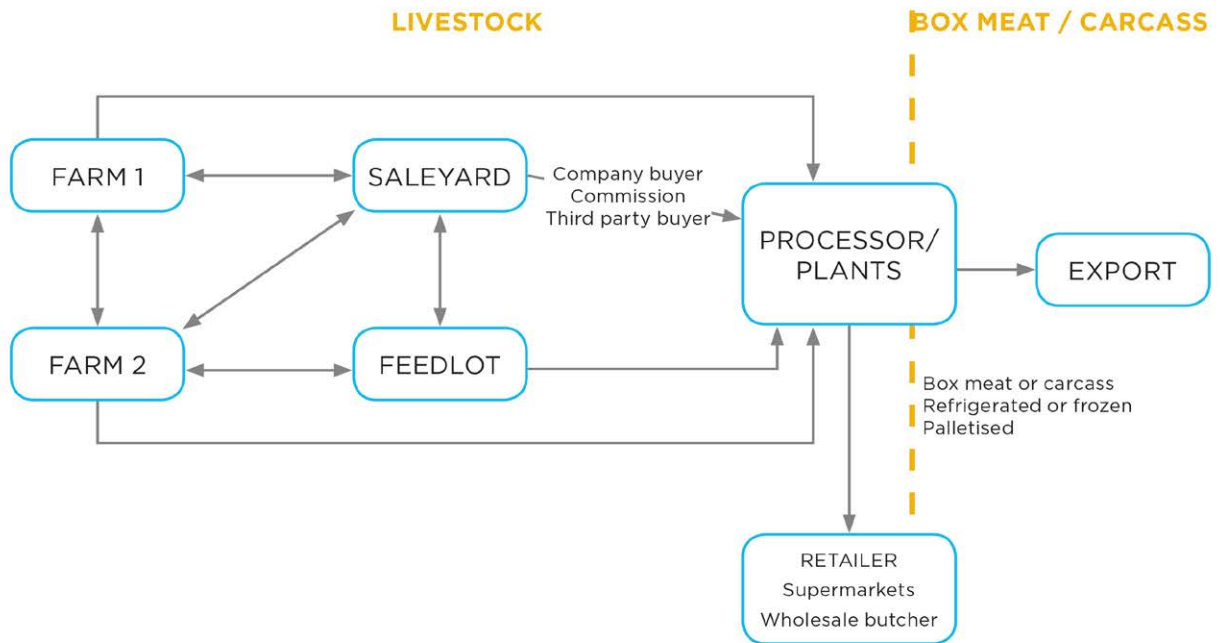 LIVESTOCK
BOX MEAT / CARCASS
FARM 1
SALEYARD
Company buyer
Commission
Third party buyer
PROCESSOR/
PLANTS
EXPORT
FARM 2
FEEDLOT
Box meat or carcass
Refrigerated or frozen
Palletised
RETAILER
Supermarkets
Wholesale butcher